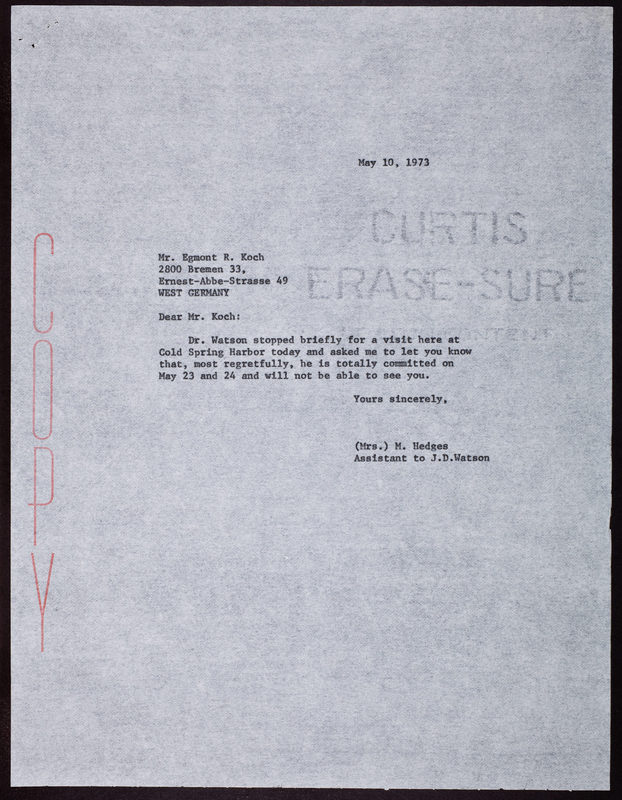 May 10, 1973
CURTIS
ERASE-SURE
Mr. Egmont R. Koch
2800 Bremen 33,
Ernest-Abbe-Strasse 49
WEST GERMANY
Dear Mr. Koch:
Dr. Watson stopped briefly for a visit here at
Cold Spring Harbor today and asked me to let you know
that, most regretfully, he is totally committed on
May 23 and 24 and will not be able to see you.
Yours sincerely,
(Mrs.) M. Hedges
Assistant to J.D.Watson
COPY